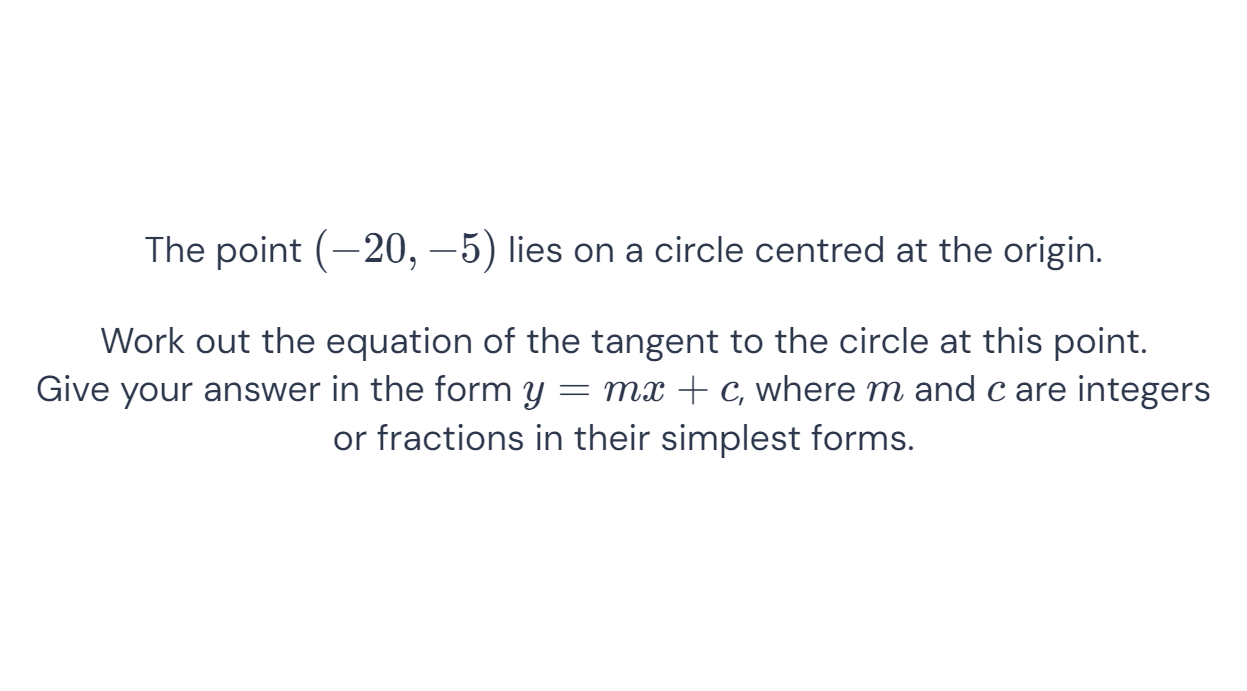 The point (−20, −5) lies on a circle centred at the origin.
Work out the equation of the tangent to the circle at this point.
Give your answer in the form y = mx + c, where m and c are integers
or fractions in their simplest forms.